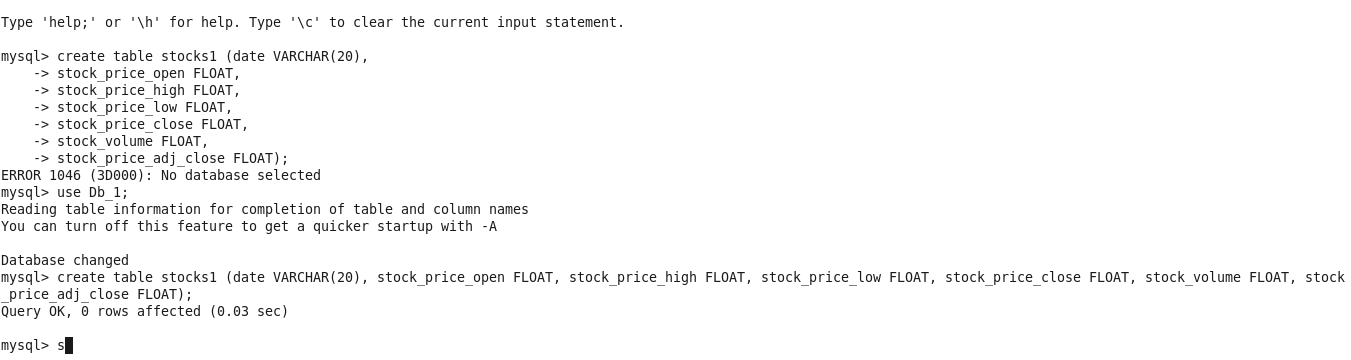 Type 'help;' or '\h' for help. Type '\c' to clear the current input statement.
mysql> create table stocks1 (date VARCHAR(20),
    -> stock_price_open FLOAT,
    -> stock_price_high FLOAT,
    -> stock_price_low FLOAT,
    -> stock_price_close FLOAT,
    -> stock_volume FLOAT,
    -> stock_price_adj_close FLOAT);
ERROR 1046 (3D000): No database selected
mysql> use Db_1;
Reading table information for completion of table and column names
You can turn off this feature to get a quicker startup with -A
Database changed
mysql> create table stocks1 (date VARCHAR(20), stock_price_open FLOAT, stock_price_high FLOAT, stock_price_low FLOAT, stock_price_close FLOAT, stock_volume FLOAT, stock
_price_adj_close FLOAT);
Query OK, 0 rows affected (0.03 sec)
mysql> s